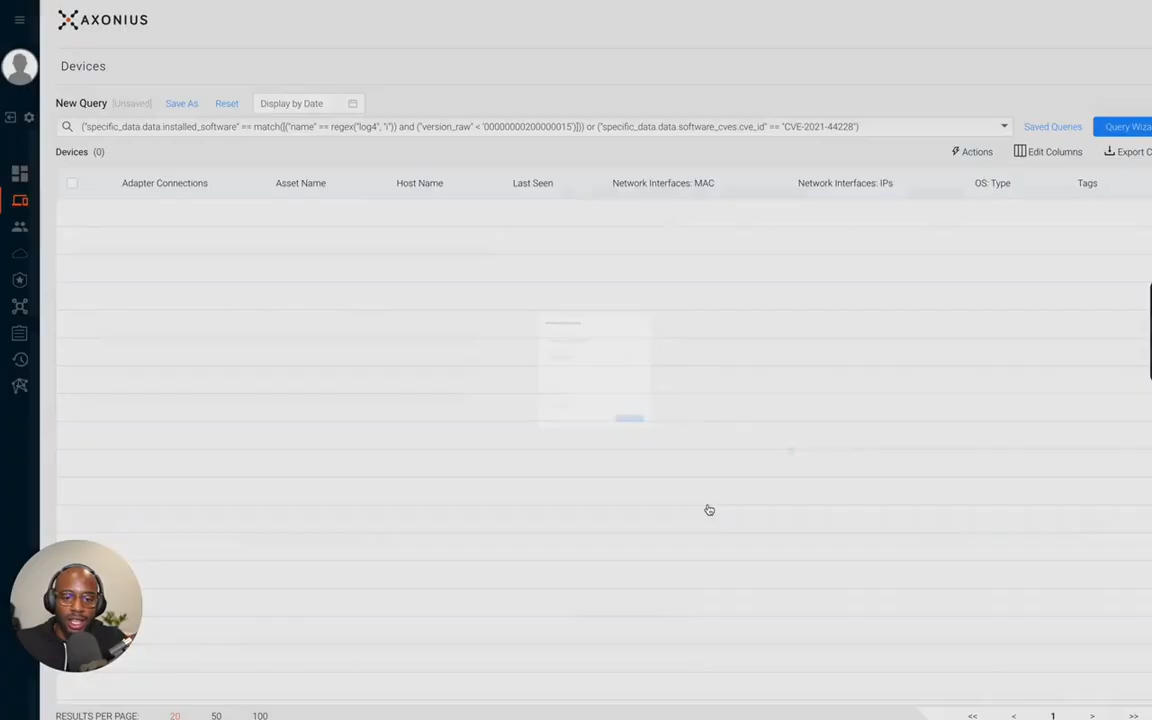 AXONIUS
Devices
New Query [Unsaved] Save As Reset Display by Date
("specific_data.data.installed_software" == match([("name" == regex("log4", "i")) and ("version_raw" < '00000000200000015')])) or ("specific_data.data.software_cves.cve_id" == "CVE-2021-44228") Saved Queries Query Wiza
Devices (0) Actions Edit Columns Export C
Adapter Connections Asset Name Host Name Last Seen Network Interfaces: MAC Network Interfaces: IPs OS: Type Tags
RESULTS PER PAGE: 20 50 100 << < 1 > >>